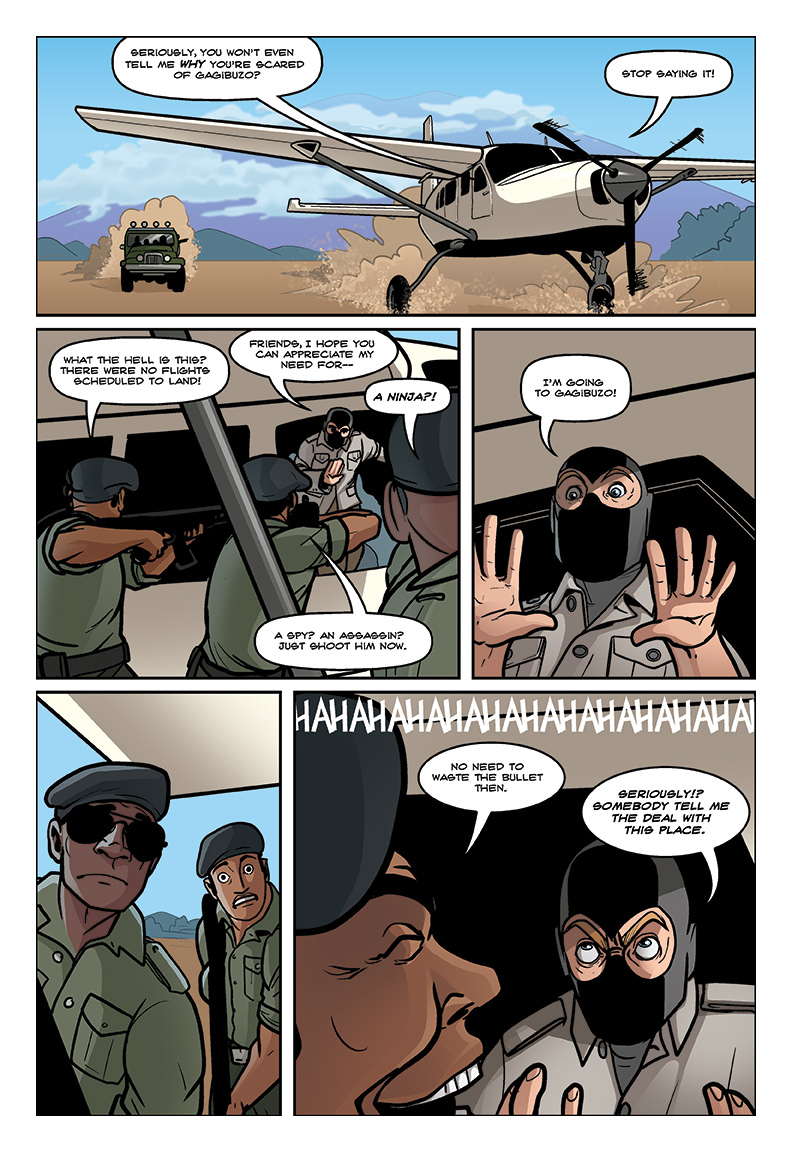 SERIOUSLY, YOU WON'T EVEN
TELL ME WHY YOU'RE SCARED
OF GAGIBUZO?
STOP SAYING IT!
WHAT THE HELL IS THIS?
THERE WERE NO FLIGHTS
SCHEDULED TO LAND!
FRIENDS, I HOPE YOU
CAN APPRECIATE MY
NEED FOR--
A NINJA?!
A SPY? AN ASSASSIN?
JUST SHOOT HIM NOW.
I'M GOING
TO GAGIBUZO!
HAHAHAHAHAHAHAHAHAHAHAHAHA
NO NEED TO
WASTE THE BULLET
THEN.
SERIOUSLY!?
SOMEBODY TELL ME
THE DEAL WITH
THIS PLACE.